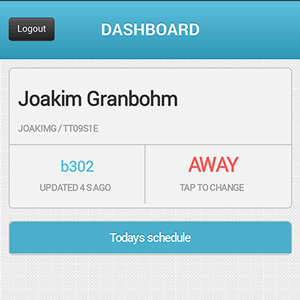 Logout
DASHBOARD
Joakim Granbohm
JOAKIMG / TT09S1E
b302
AWAY
UPDATED 4 S AGO
TAP TO CHANGE
Todays schedule